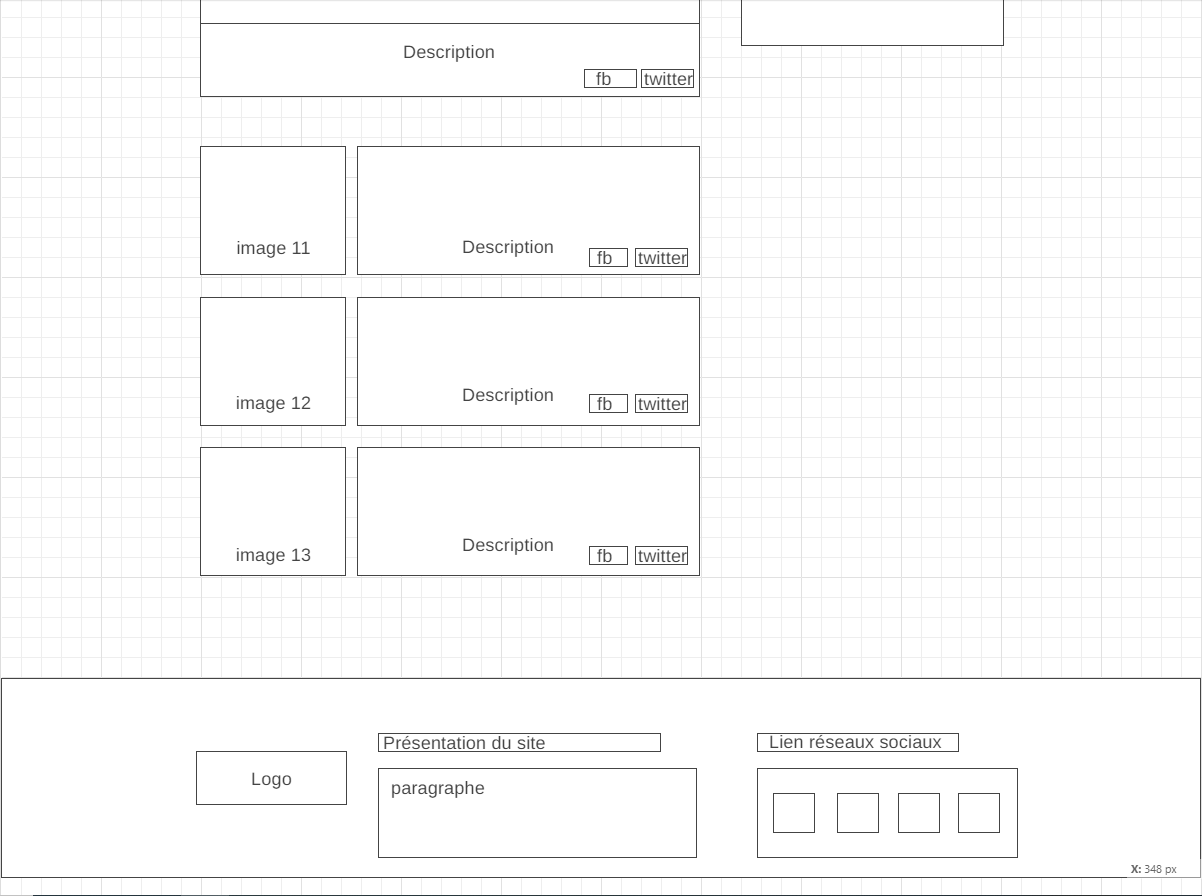 Description
fb twitter
image 11
Description
fb twitter
image 12
Description
fb twitter
image 13
Description
fb twitter
Logo
Présentation du site
paragraphe
Lien réseaux sociaux
X: 348 px